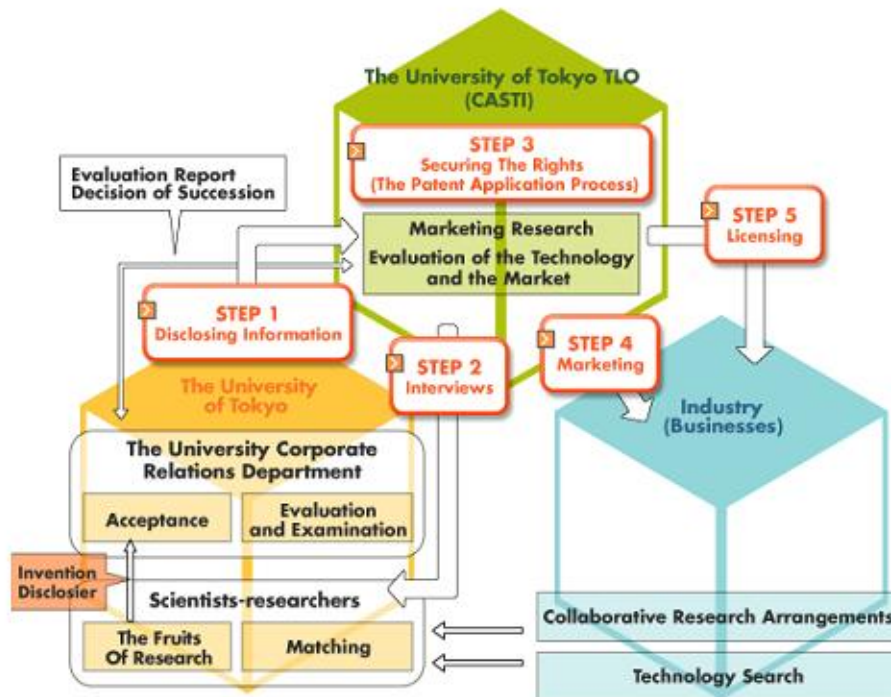 The University of Tokyo TLO
(CASTI)
STEP 3
Securing The Rights
(The Patent Application Process)
Evaluation Report
Decision of Succession
Marketing Research
Evaluation of the Technology
and the Market
STEP 5
Licensing
STEP 1
Disclosing Information
STEP 2
Interviews
STEP 4
Marketing
The University
of Tokyo
Industry
(Businesses)
The University Corporate
Relations Department
Acceptance
Evaluation
and Examination
Invention
Disclosier
Scientists-researchers
The Fruits
Of Research
Matching
Collaborative Research Arrangements
Technology Search